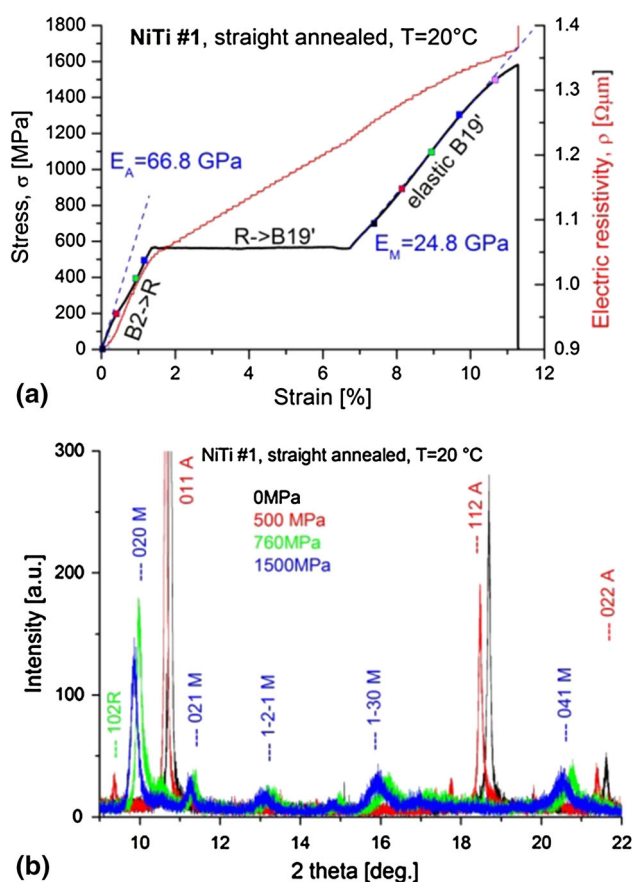 NiTi #1, straight annealed, T=20°C
1800
1600
1400
1200
1000
800
600
400
200
0
Stress, σ [MPa]
1.4
1.3
1.2
1.1
1.0
0.9
Electric resistivity, ρ [Ωμm]
E_A=66.8 GPa
B2->R
R->B19'
elastic B19'
E_M=24.8 GPa
0 2 4 6 8 10 12
Strain [%]
(a)
NiTi #1, straight annealed, T=20 °C
300
200
100
0
Intensity [a.u.]
0MPa
500 MPa
760MPa
1500MPa
--- 102R
--- 020 M
011 A
--- 021 M
--- 1-2-1 M
--- 1-30 M
--- 112 A
--- 041 M
--- 022 A
10 12 14 16 18 20 22
2 theta [deg.]
(b)